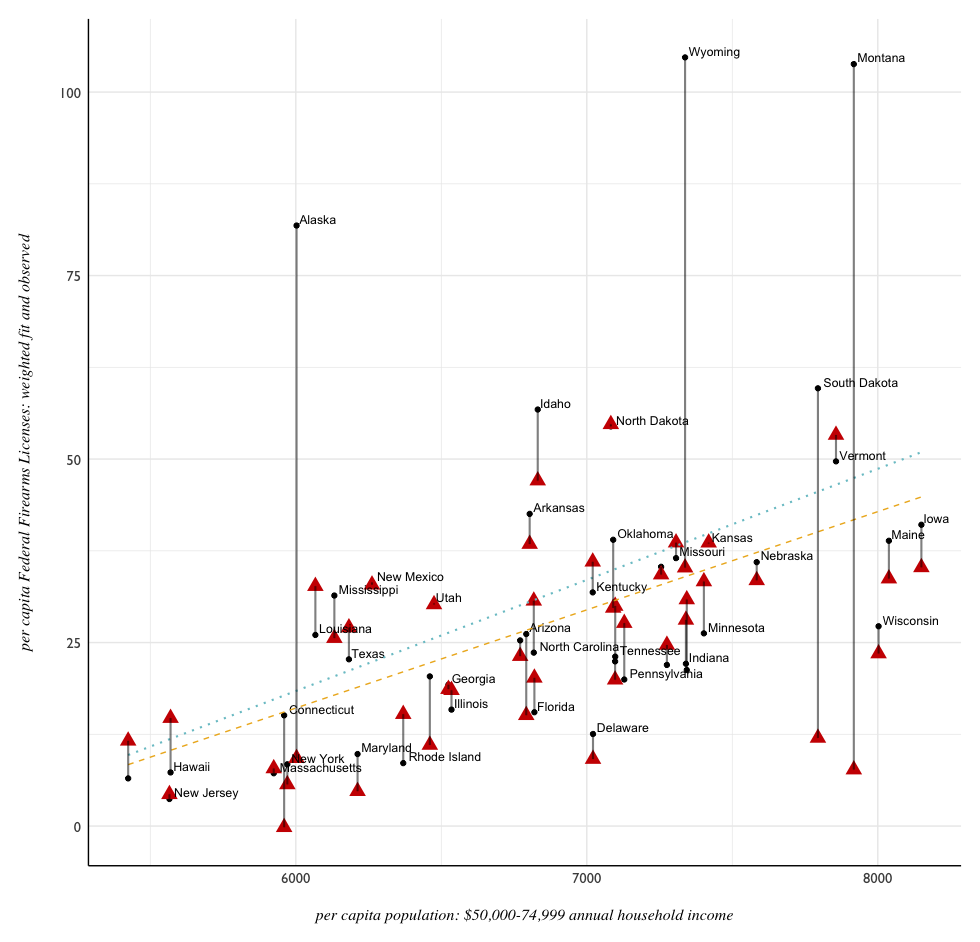 Wyoming
Montana
100
Alaska
75
South Dakota
Idaho
North Dakota
50
Vermont
Arkansas
Iowa
Oklahoma
Kansas
Maine
Missouri
Nebraska
Kentucky
New Mexico
Mississippi
Utah
Louisiana
Arizona
Minnesota
Wisconsin
25
North Carolina
Tennessee
Texas
Indiana
Pennsylvania
Georgia
Illinois
Connecticut
Florida
Delaware
Maryland
New York
Rhode Island
Hawaii
Massachusetts
New Jersey
0
6000
7000
8000
per capita population: $50,000-74,999 annual household income
per capita Federal Firearms Licenses: weighted fit and observed